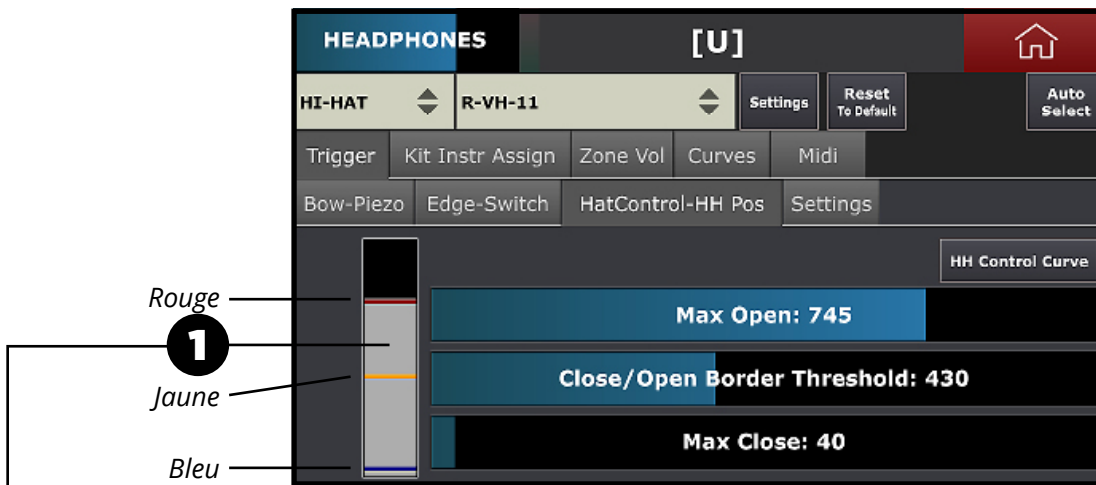 HEADPHONES [U]
HI-HAT R-VH-11 Settings Reset To Default Auto Select
Trigger Kit Instr Assign Zone Vol Curves Midi
Bow-Piezo Edge-Switch HatControl-HH Pos Settings
HH Control Curve
Rouge
Max Open: 745
1
Close/Open Border Threshold: 430
Jaune
Max Close: 40
Bleu